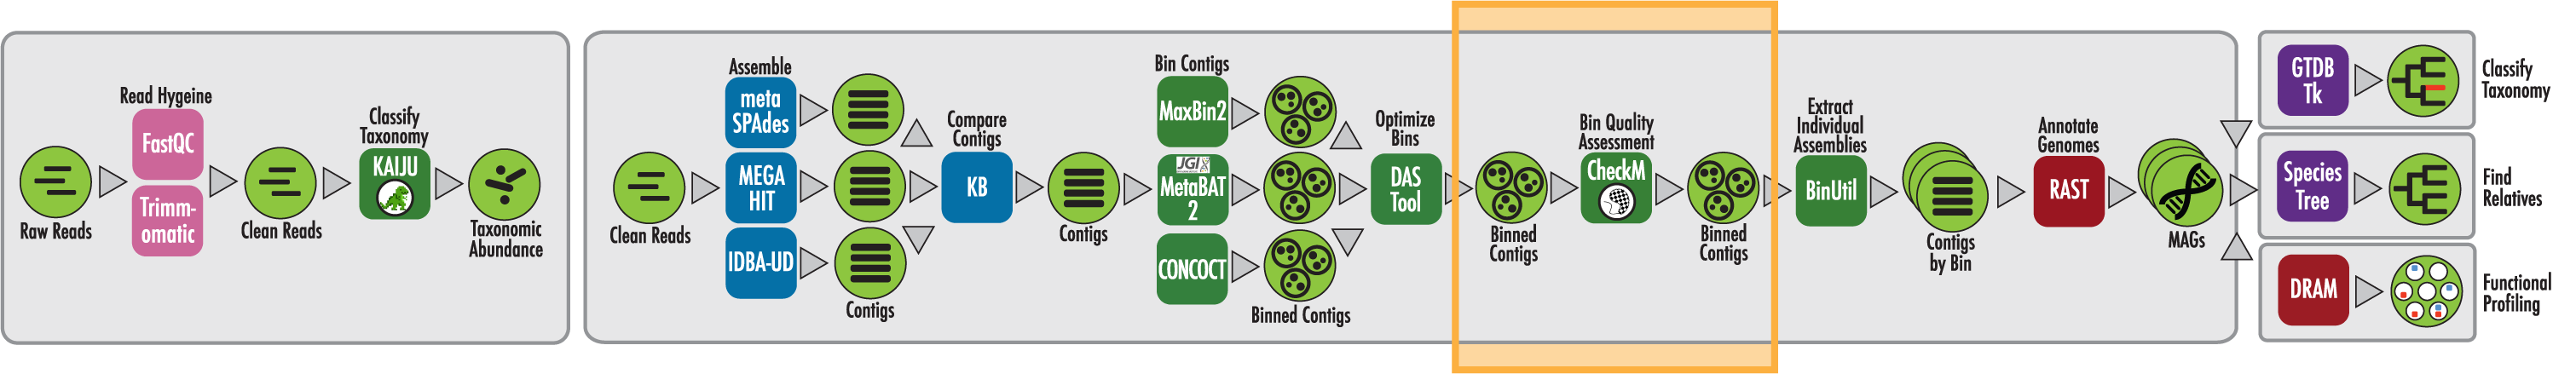 Raw Reads
Read Hygeine
FastQC
Trimm-
omatic
Clean Reads
Classify
Taxonomy
KAIJU
Taxonomic
Abundance
Clean Reads
Assemble
meta
SPAdes
MEGA
HIT
IDBA-UD
Contigs
Compare
Contigs
KB
Contigs
Bin Contigs
MaxBin2
JGI
MetaBAT
2
CONCOCT
Binned Contigs
Optimize
Bins
DAS
Tool
Binned
Contigs
Bin Quality
Assessment
CheckM
Binned
Contigs
Extract
Individual
Assemblies
BinUtil
Contigs
by Bin
Annotate
Genomes
RAST
MAGs
GTDB
Tk
Classify
Taxonomy
Species
Tree
Find
Relatives
DRAM
Functional
Profiling